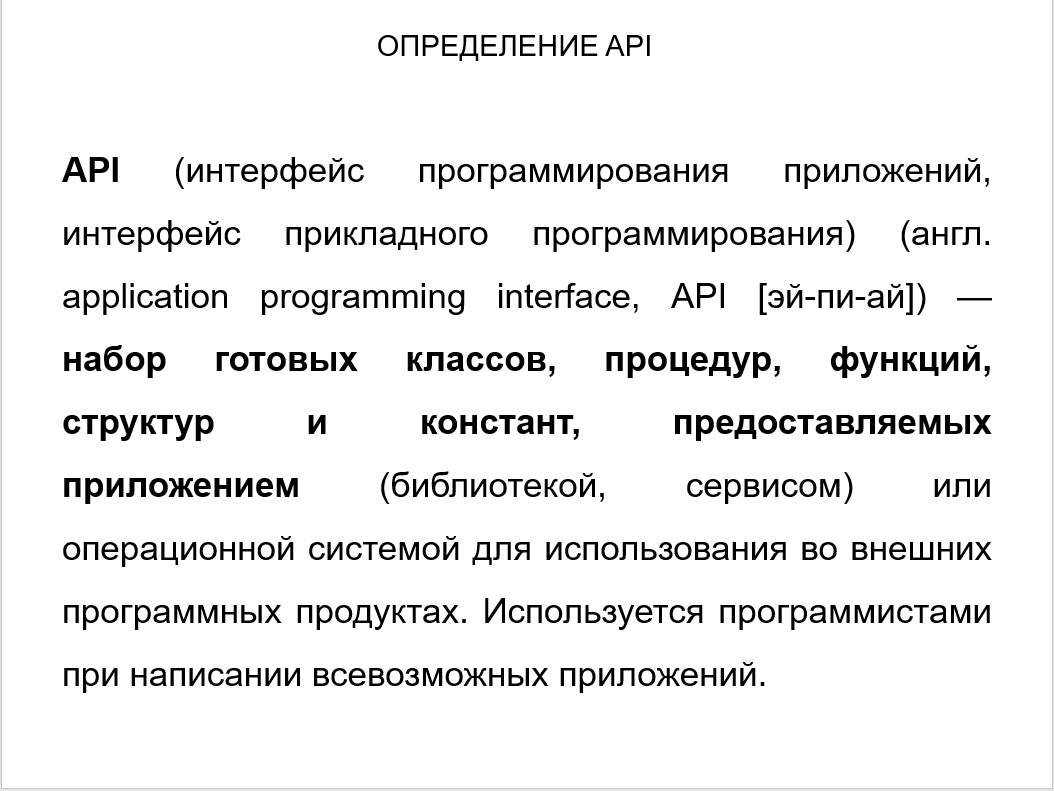 ОПРЕДЕЛЕНИЕ API
API (интерфейс программирования приложений,
интерфейс прикладного программирования) (англ.
application programming interface, API [эй-пи-ай]) —
набор готовых классов, процедур, функций,
структур и констант, предоставляемых
приложением (библиотекой, сервисом) или
операционной системой для использования во внешних
программных продуктах. Используется программистами
при написании всевозможных приложений.